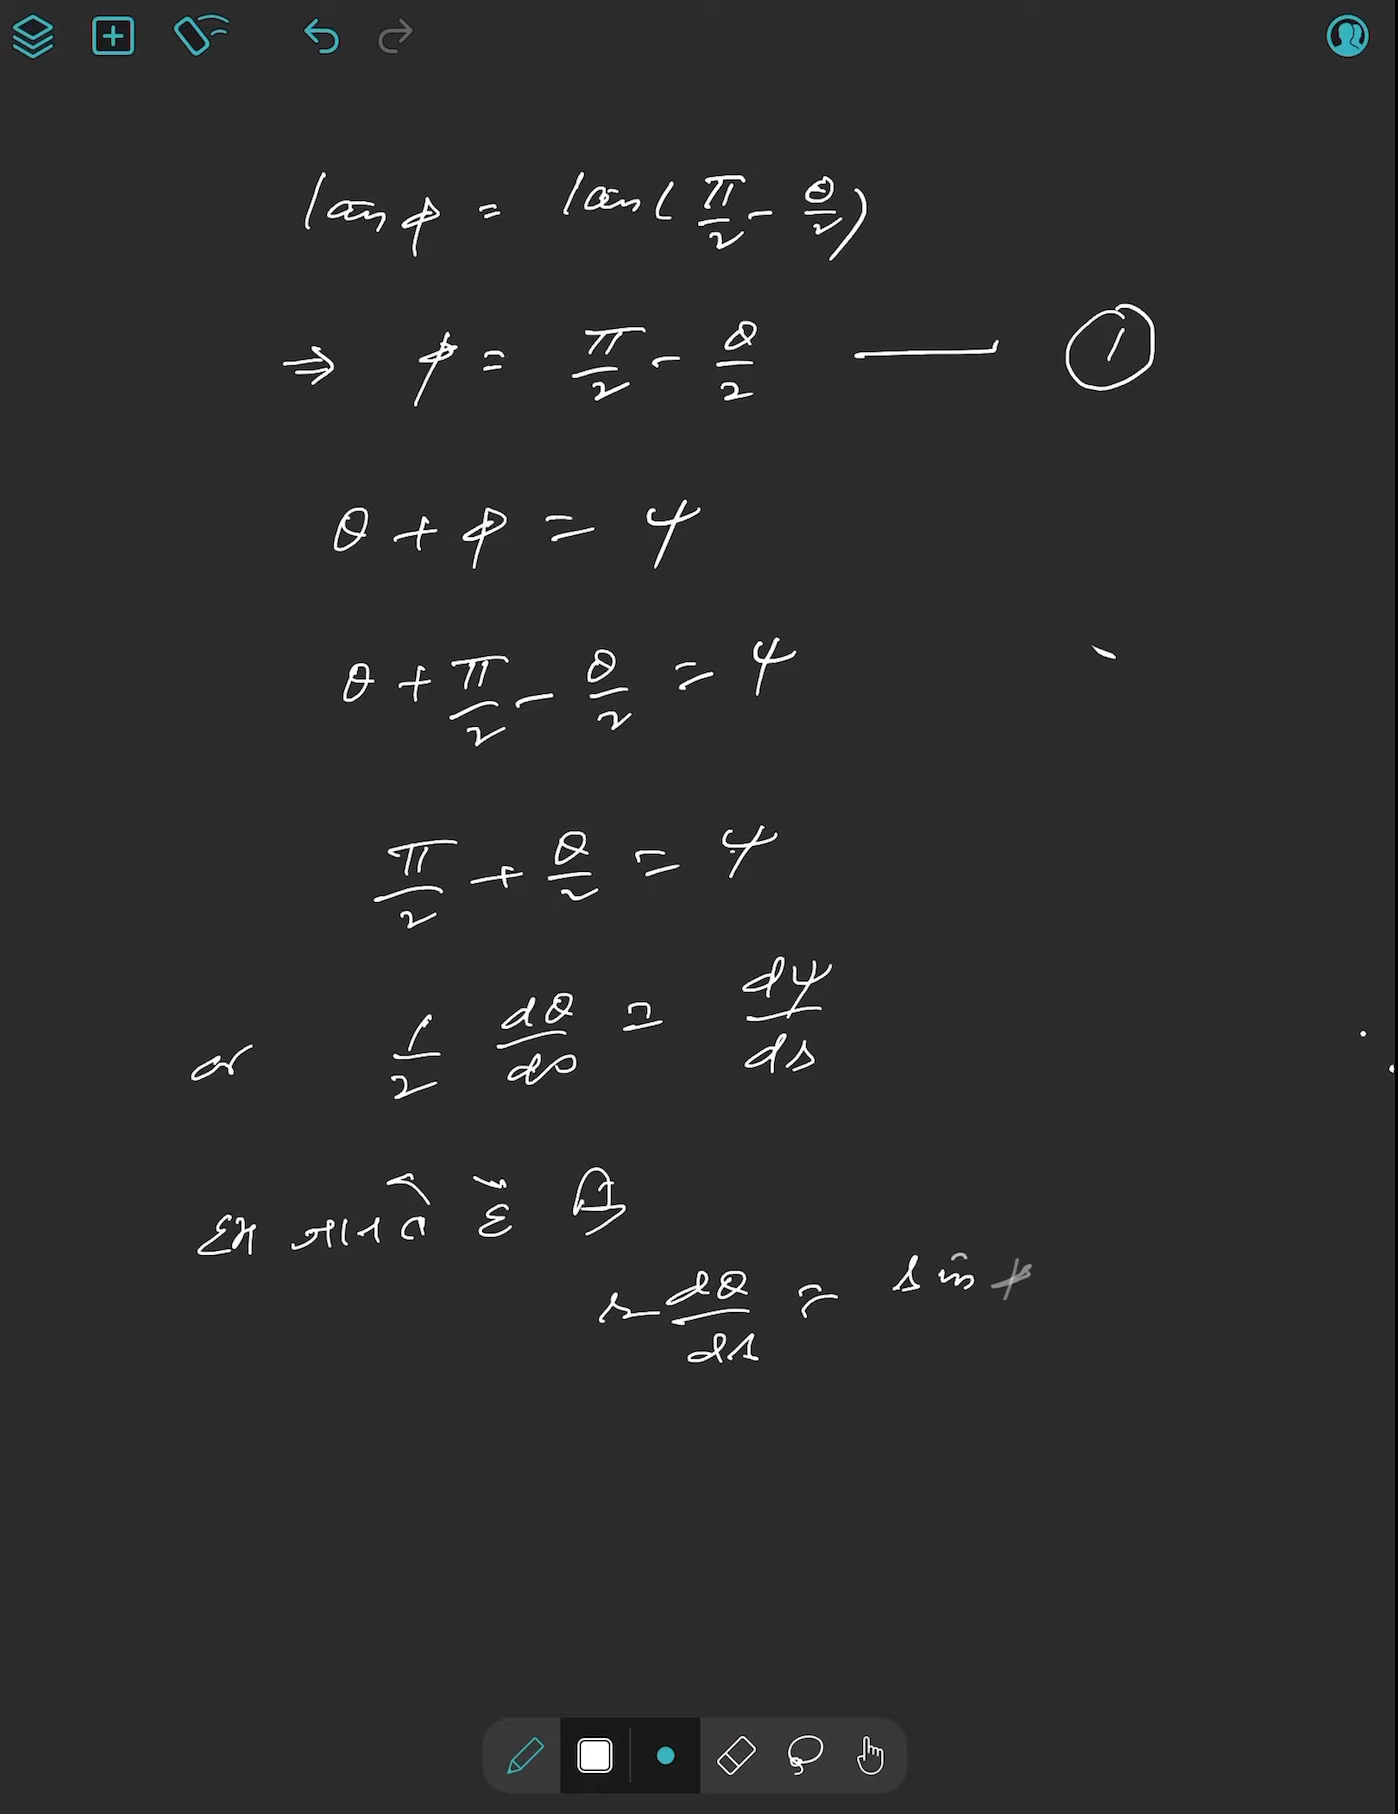 tan φ = tan ( π/2 - θ/2 )
⇒ φ = π/2 - θ/2 —— ①
θ + φ = ψ
θ + π/2 - θ/2 = ψ
π/2 + θ/2 = ψ
or 1/2 dθ/ds = dψ/ds
हम जानते हैं कि
r dθ/ds = sin φ